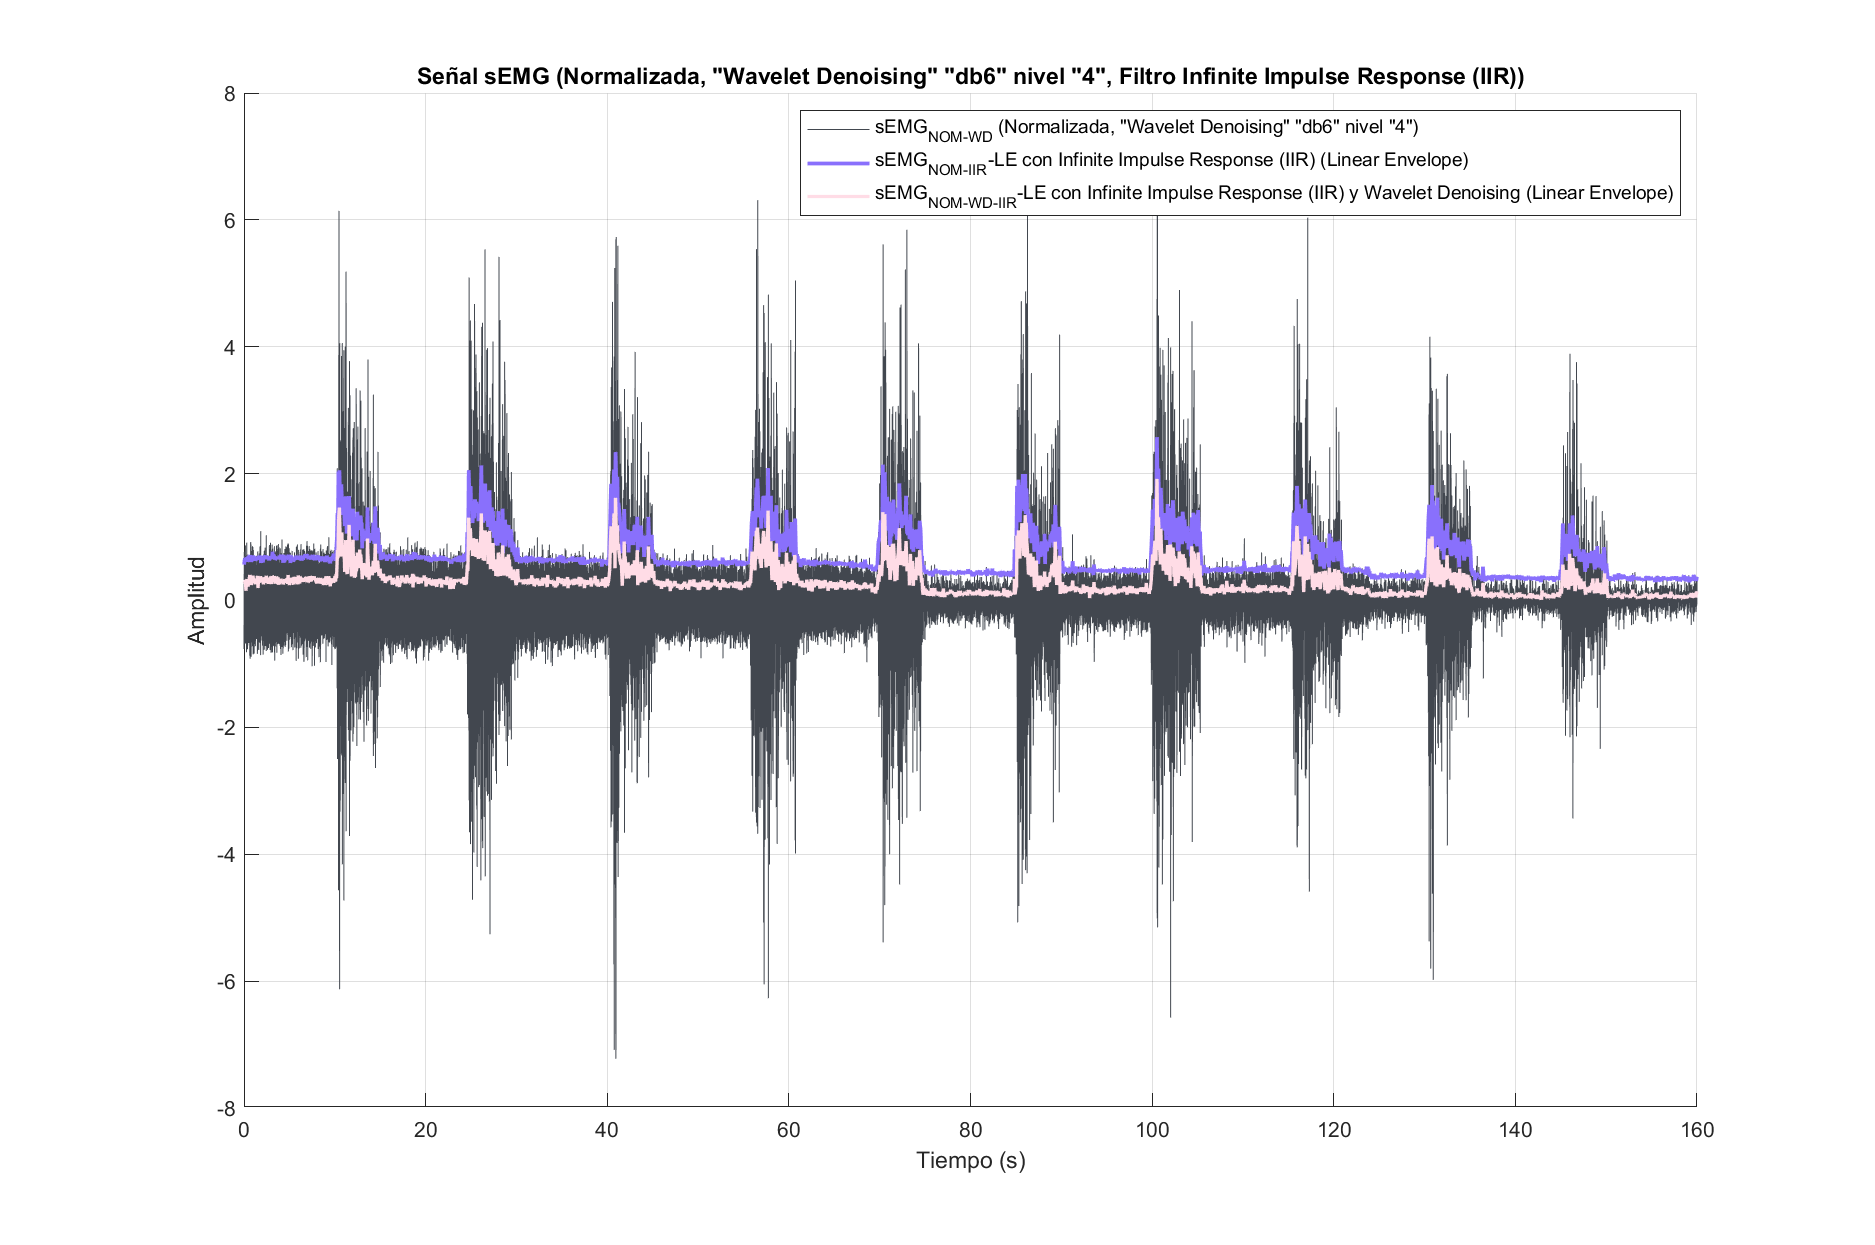 Señal sEMG (Normalizada, "Wavelet Denoising" "db6" nivel "4", Filtro Infinite Impulse Response (IIR))
sEMG_NOM-WD (Normalizada, "Wavelet Denoising" "db6" nivel "4")
sEMG_NOM-IIR-LE con Infinite Impulse Response (IIR) (Linear Envelope)
sEMG_NOM-WD-IIR-LE con Infinite Impulse Response (IIR) y Wavelet Denoising (Linear Envelope)
8
6
4
2
0
-2
-4
-6
-8
Amplitud
0 20 40 60 80 100 120 140 160
Tiempo (s)